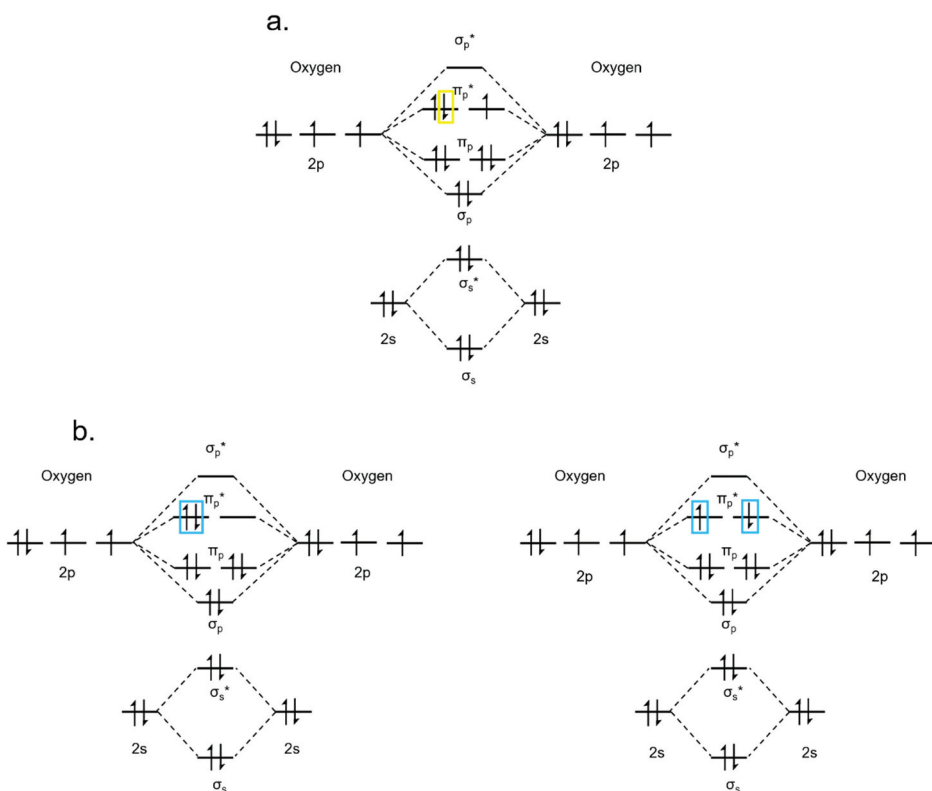 a.
σp*
Oxygen Oxygen
πp*
2p πp 2p
σp
σs*
2s 2s
σs
b.
σp* σp*
Oxygen Oxygen Oxygen Oxygen
πp* πp*
2p πp 2p 2p πp 2p
σp σp
σs* σs*
2s 2s 2s 2s
σs σs